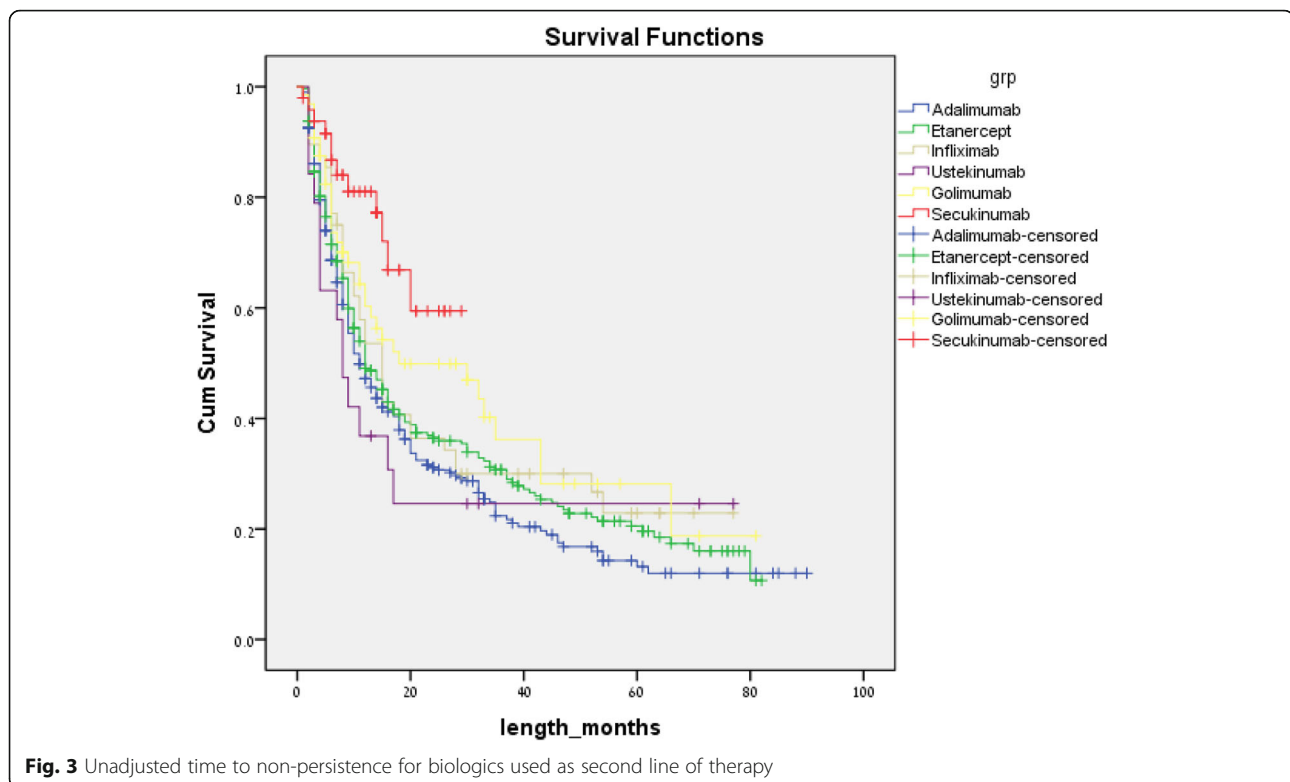 Survival Functions
Cum Survival
1.0
0.8
0.6
0.4
0.2
0.0
0 20 40 60 80 100
length_months
grp
Adalimumab
Etanercept
Infliximab
Ustekinumab
Golimumab
Secukinumab
Adalimumab-censored
Etanercept-censored
Infliximab-censored
Ustekinumab-censored
Golimumab-censored
Secukinumab-censored
Fig. 3 Unadjusted time to non-persistence for biologics used as second line of therapy